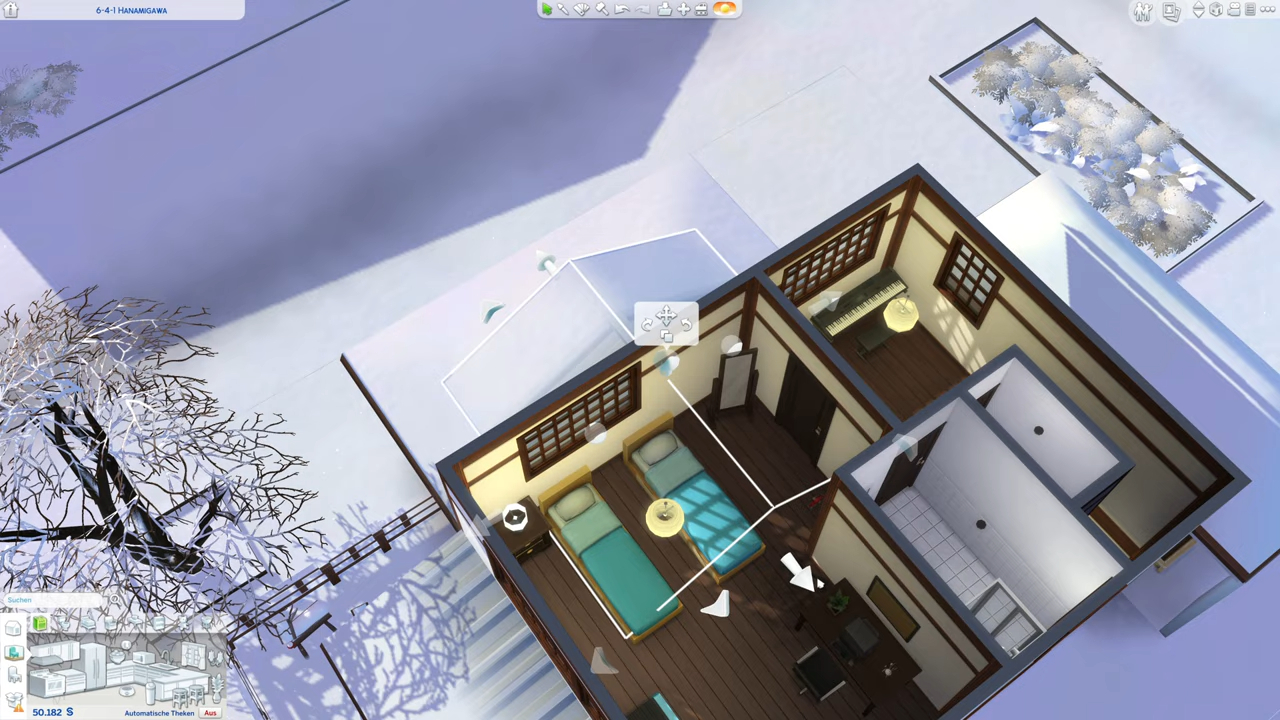 6-4-1 Hanamigawa
Suchen
50.182 $
Automatische Theken
Aus